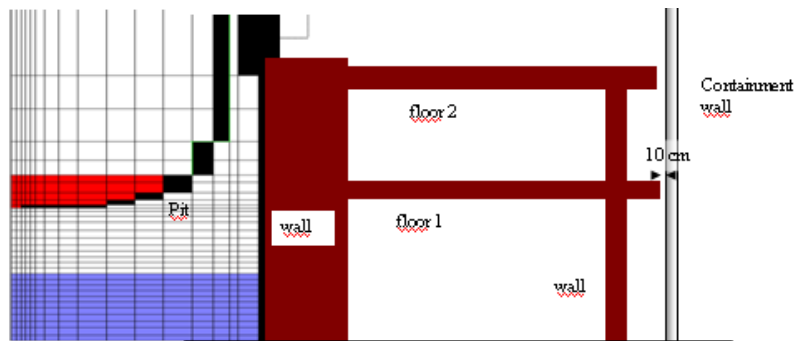 Containment
wall
floor 2
10 cm
Pit
wall
floor 1
wall